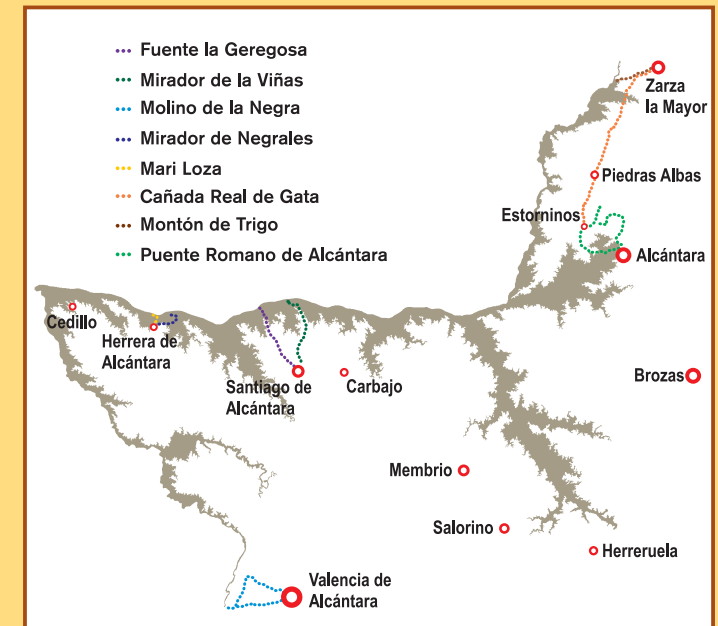 Fuente la Geregosa
Mirador de la Viñas
Molino de la Negra
Mirador de Negrales
Mari Loza
Cañada Real de Gata
Montón de Trigo
Puente Romano de Alcántara
Zarza
la Mayor
Piedras Albas
Estorninos
Alcántara
Cedillo
Herrera de
Alcántara
Santiago de
Alcántara
Carbajo
Brozas
Membrio
Salorino
Herreruela
Valencia de
Alcántara